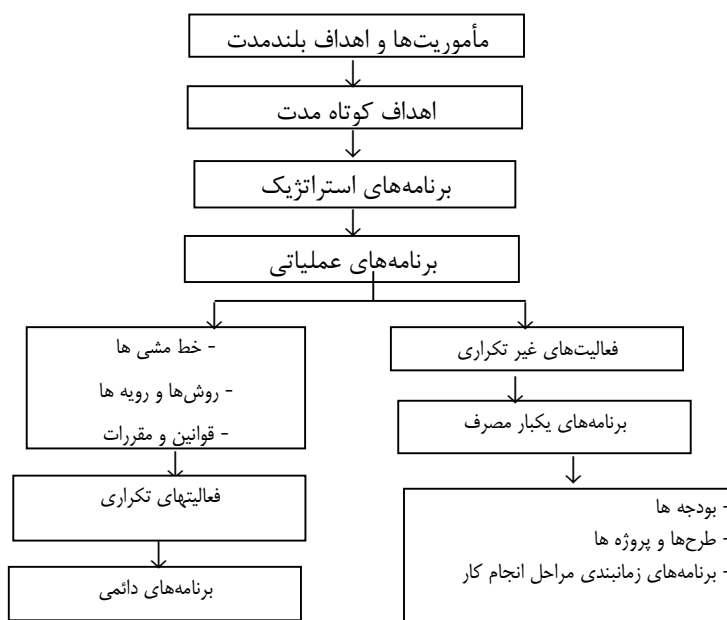 مأموریت‌ها و اهداف بلندمدت
اهداف کوتاه مدت
برنامه‌های استراتژیک
برنامه‌های عملیاتی
فعالیت‌های غیر تکراری
برنامه‌های یکبار مصرف
- بودجه ها
- طرح‌ها و پروژه ها
- برنامه‌های زمانبندی مراحل انجام کار
- خط مشی ها
- روش‌ها و رویه ها
- قوانین و مقررات
فعالیتهای تکراری
برنامه‌های دائمی